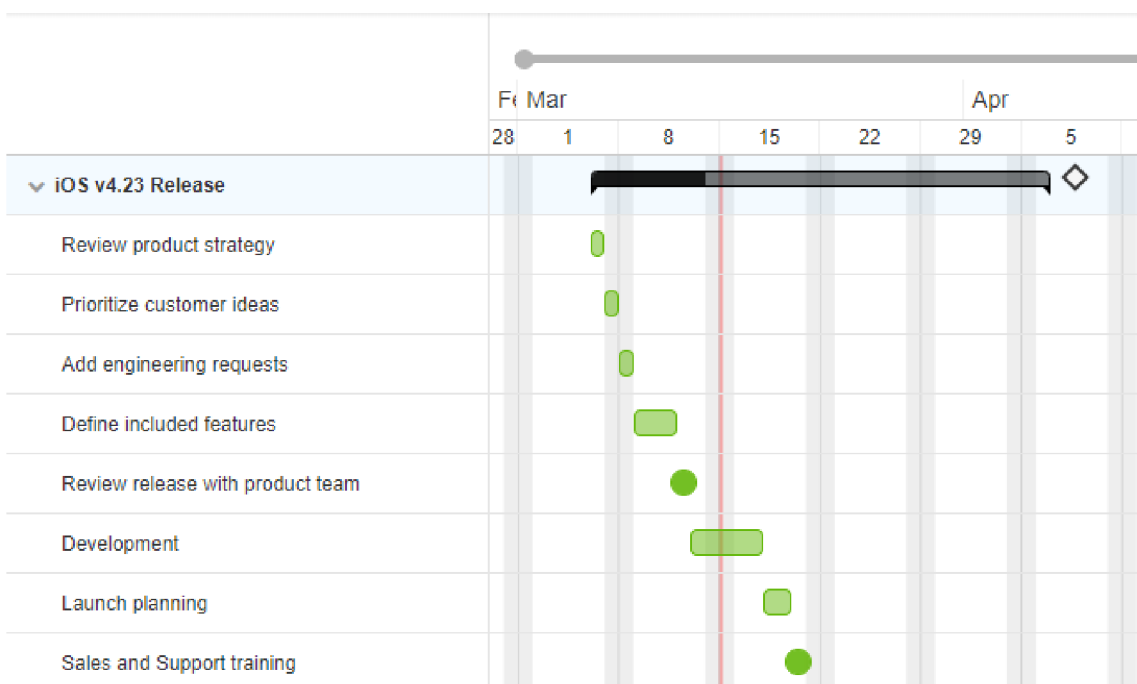 Fe Mar Apr
28 1 8 15 22 29 5
iOS v4.23 Release
Review product strategy
Prioritize customer ideas
Add engineering requests
Define included features
Review release with product team
Development
Launch planning
Sales and Support training